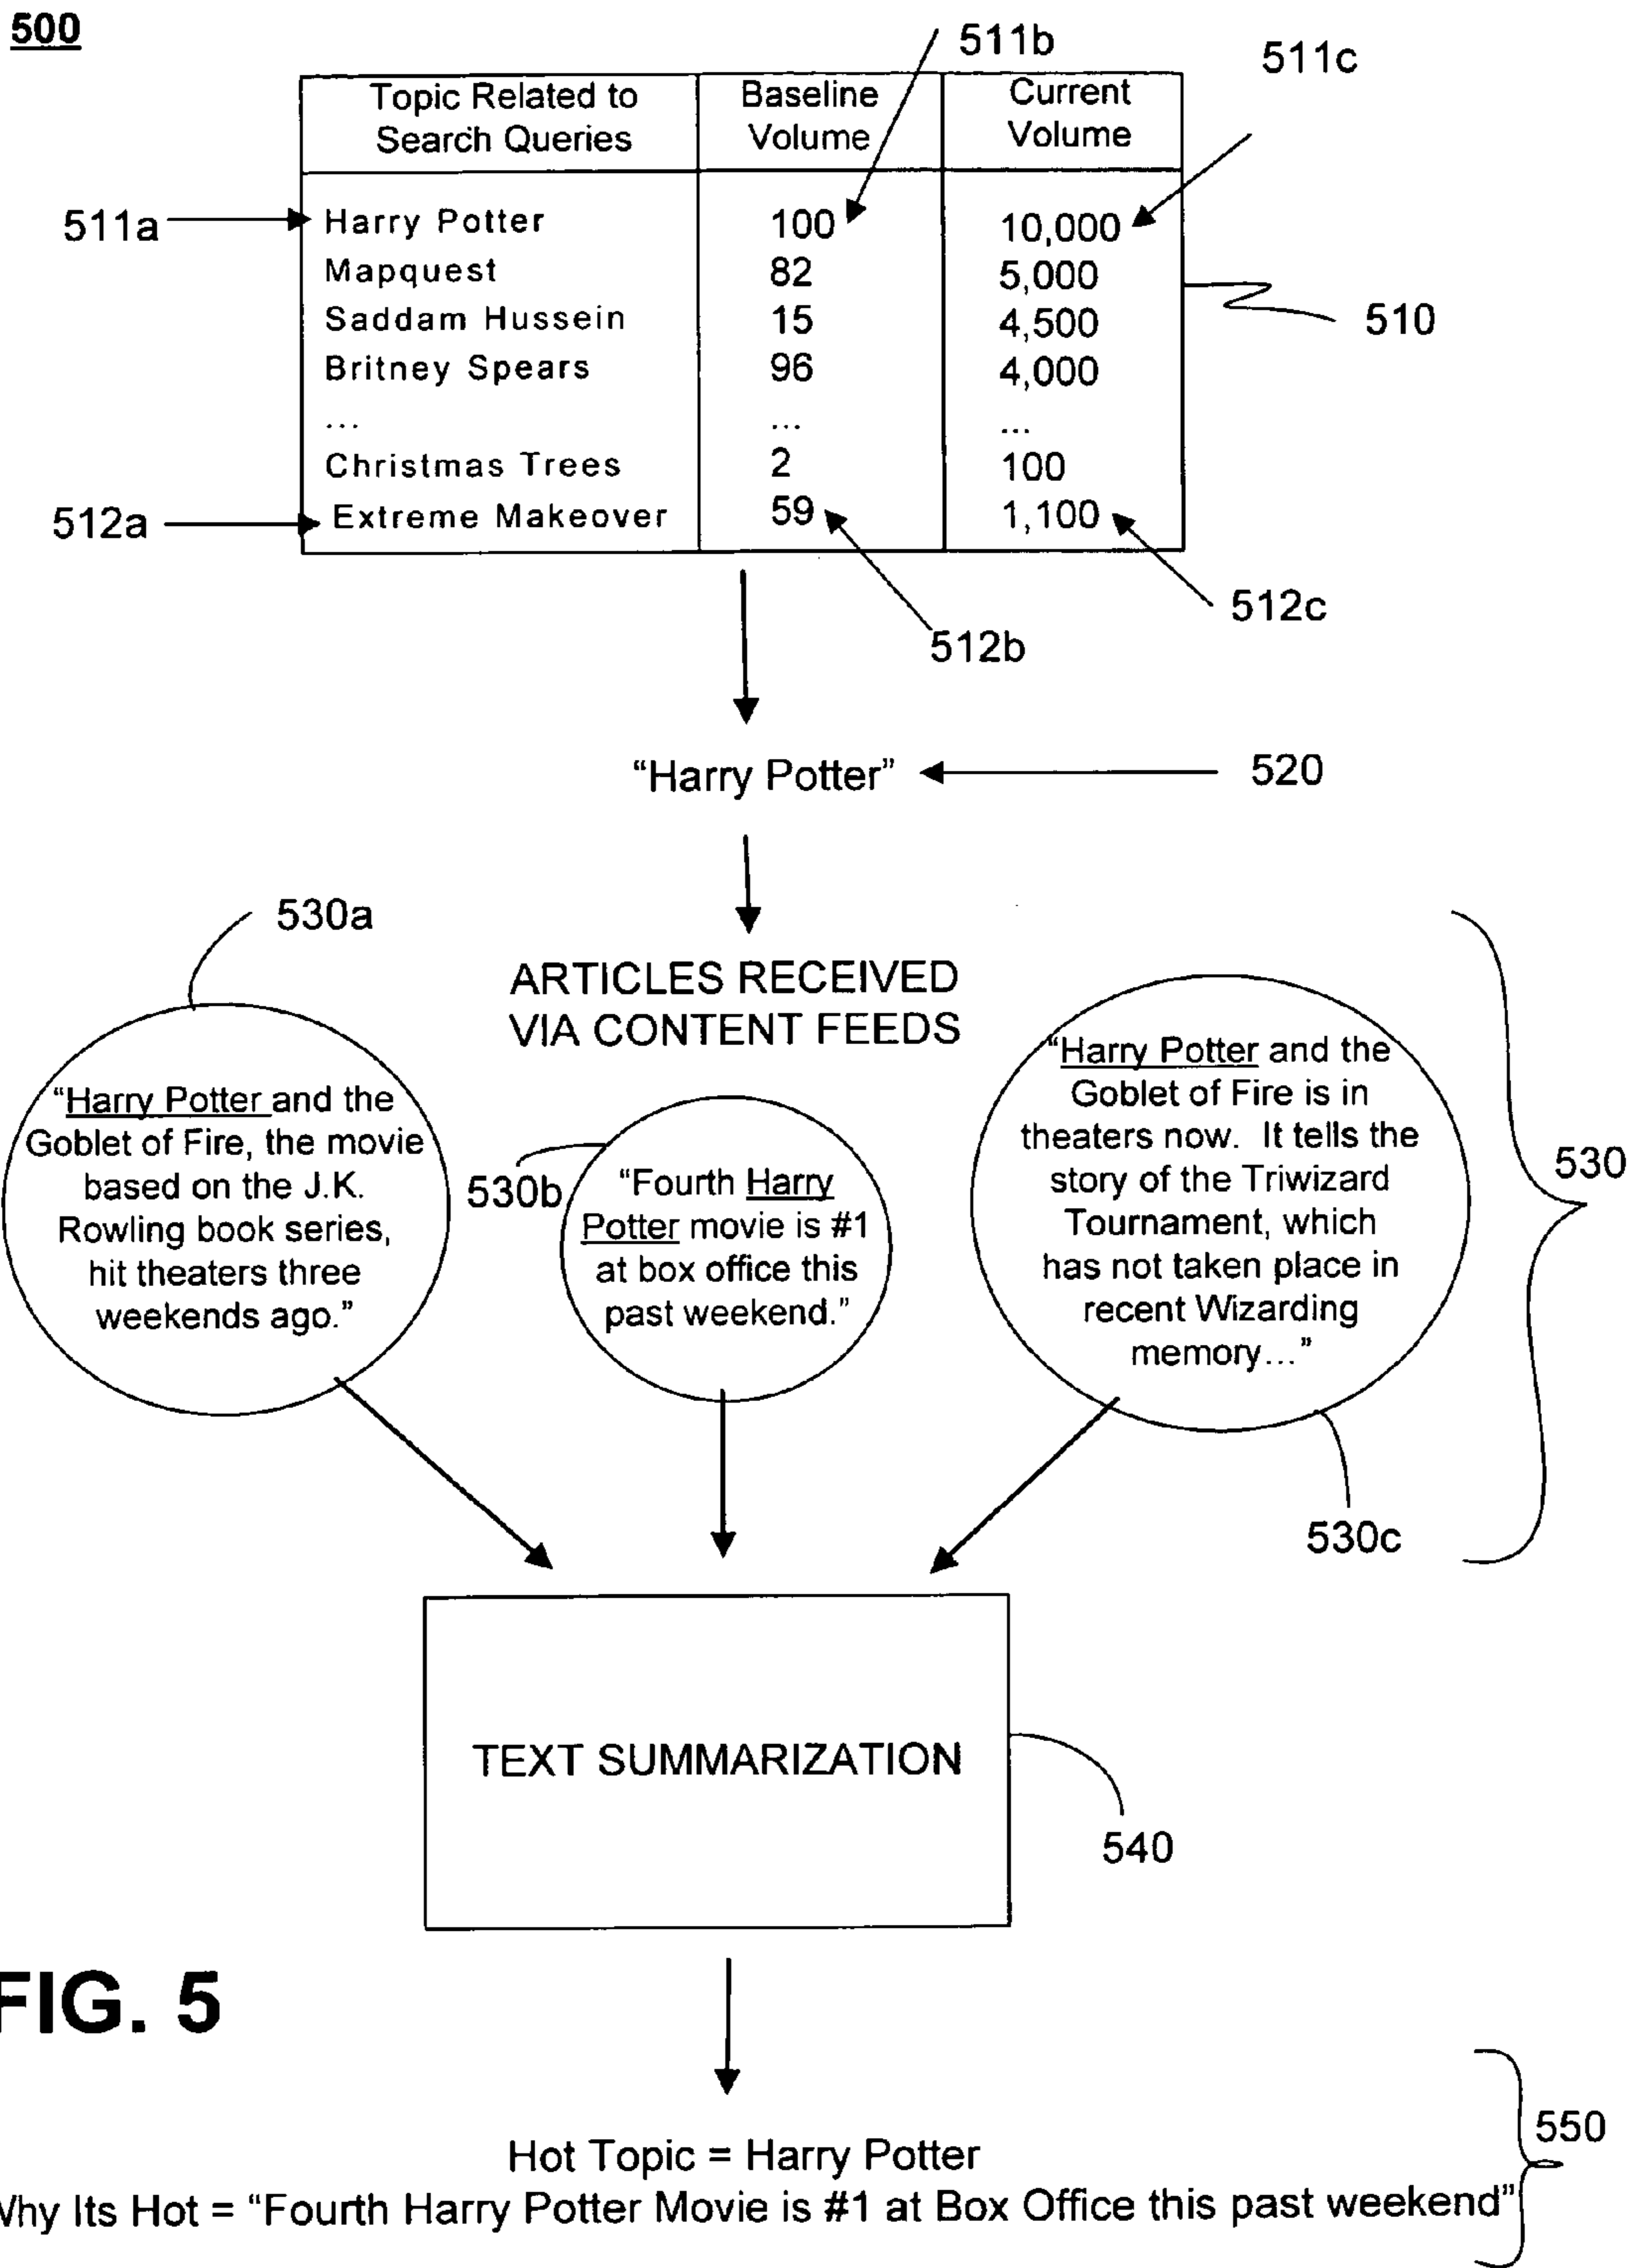 500
511b
511c
Topic Related to Search Queries Baseline Volume Current Volume
511a Harry Potter 100 10,000
Mapquest 82 5,000
Saddam Hussein 15 4,500
510
Britney Spears 96 4,000
... ... ...
Christmas Trees 2 100
512a Extreme Makeover 59 1,100
512c
512b
“Harry Potter” 520
530a
ARTICLES RECEIVED
VIA CONTENT FEEDS
“Harry Potter and the
Goblet of Fire, the movie
based on the J.K.
Rowling book series,
hit theaters three
weekends ago.”
530b
“Fourth Harry
Potter movie is #1
at box office this
past weekend.”
“Harry Potter and the
Goblet of Fire is in
theaters now. It tells the
story of the Triwizard
Tournament, which
has not taken place in
recent Wizarding
memory...”
530
530c
TEXT SUMMARIZATION
540
FIG. 5
Hot Topic = Harry Potter
Why Its Hot = “Fourth Harry Potter Movie is #1 at Box Office this past weekend”
550